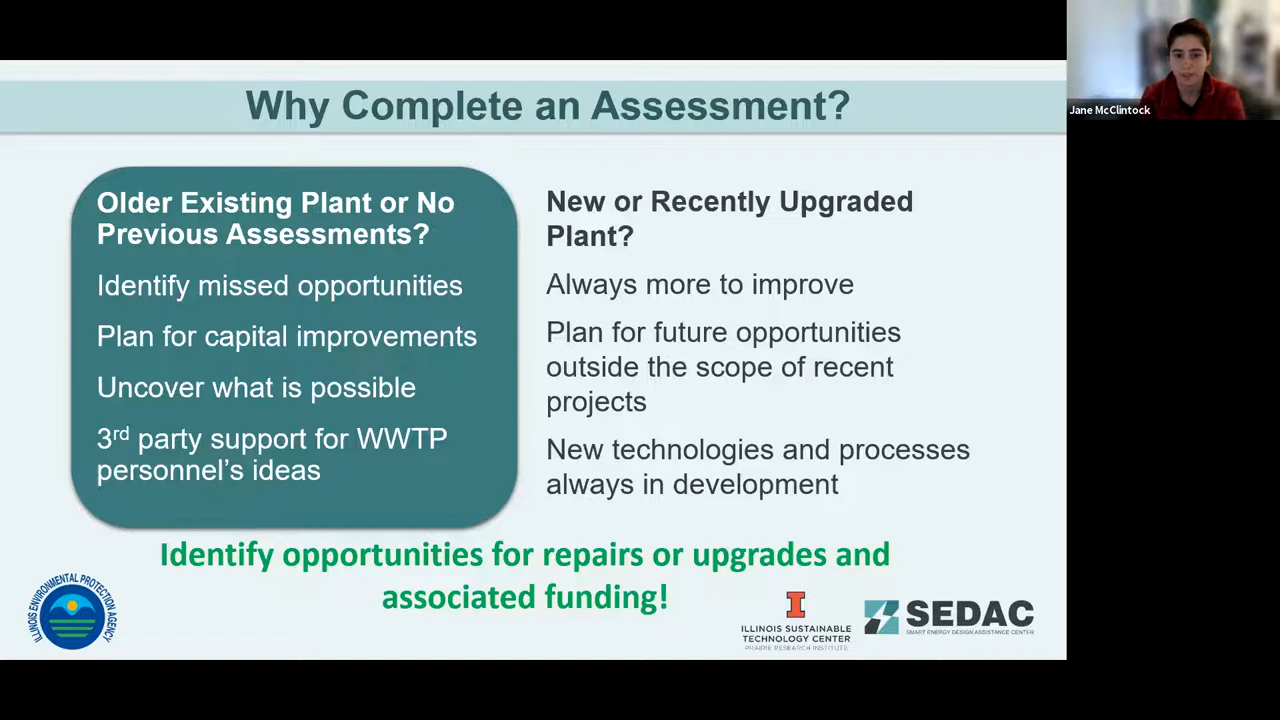 Why Complete an Assessment?
Older Existing Plant or No
Previous Assessments?
Identify missed opportunities
Plan for capital improvements
Uncover what is possible
3rd party support for WWTP
personnel's ideas
New or Recently Upgraded
Plant?
Always more to improve
Plan for future opportunities
outside the scope of recent
projects
New technologies and processes
always in development
Identify opportunities for repairs or upgrades and
associated funding!
ILLINOIS ENVIRONMENTAL PROTECTION AGENCY
I
ILLINOIS SUSTAINABLE
TECHNOLOGY CENTER
PRAIRIE RESEARCH INSTITUTE
SEDAC
SMART ENERGY DESIGN ASSISTANCE CENTER
Jane McClintock